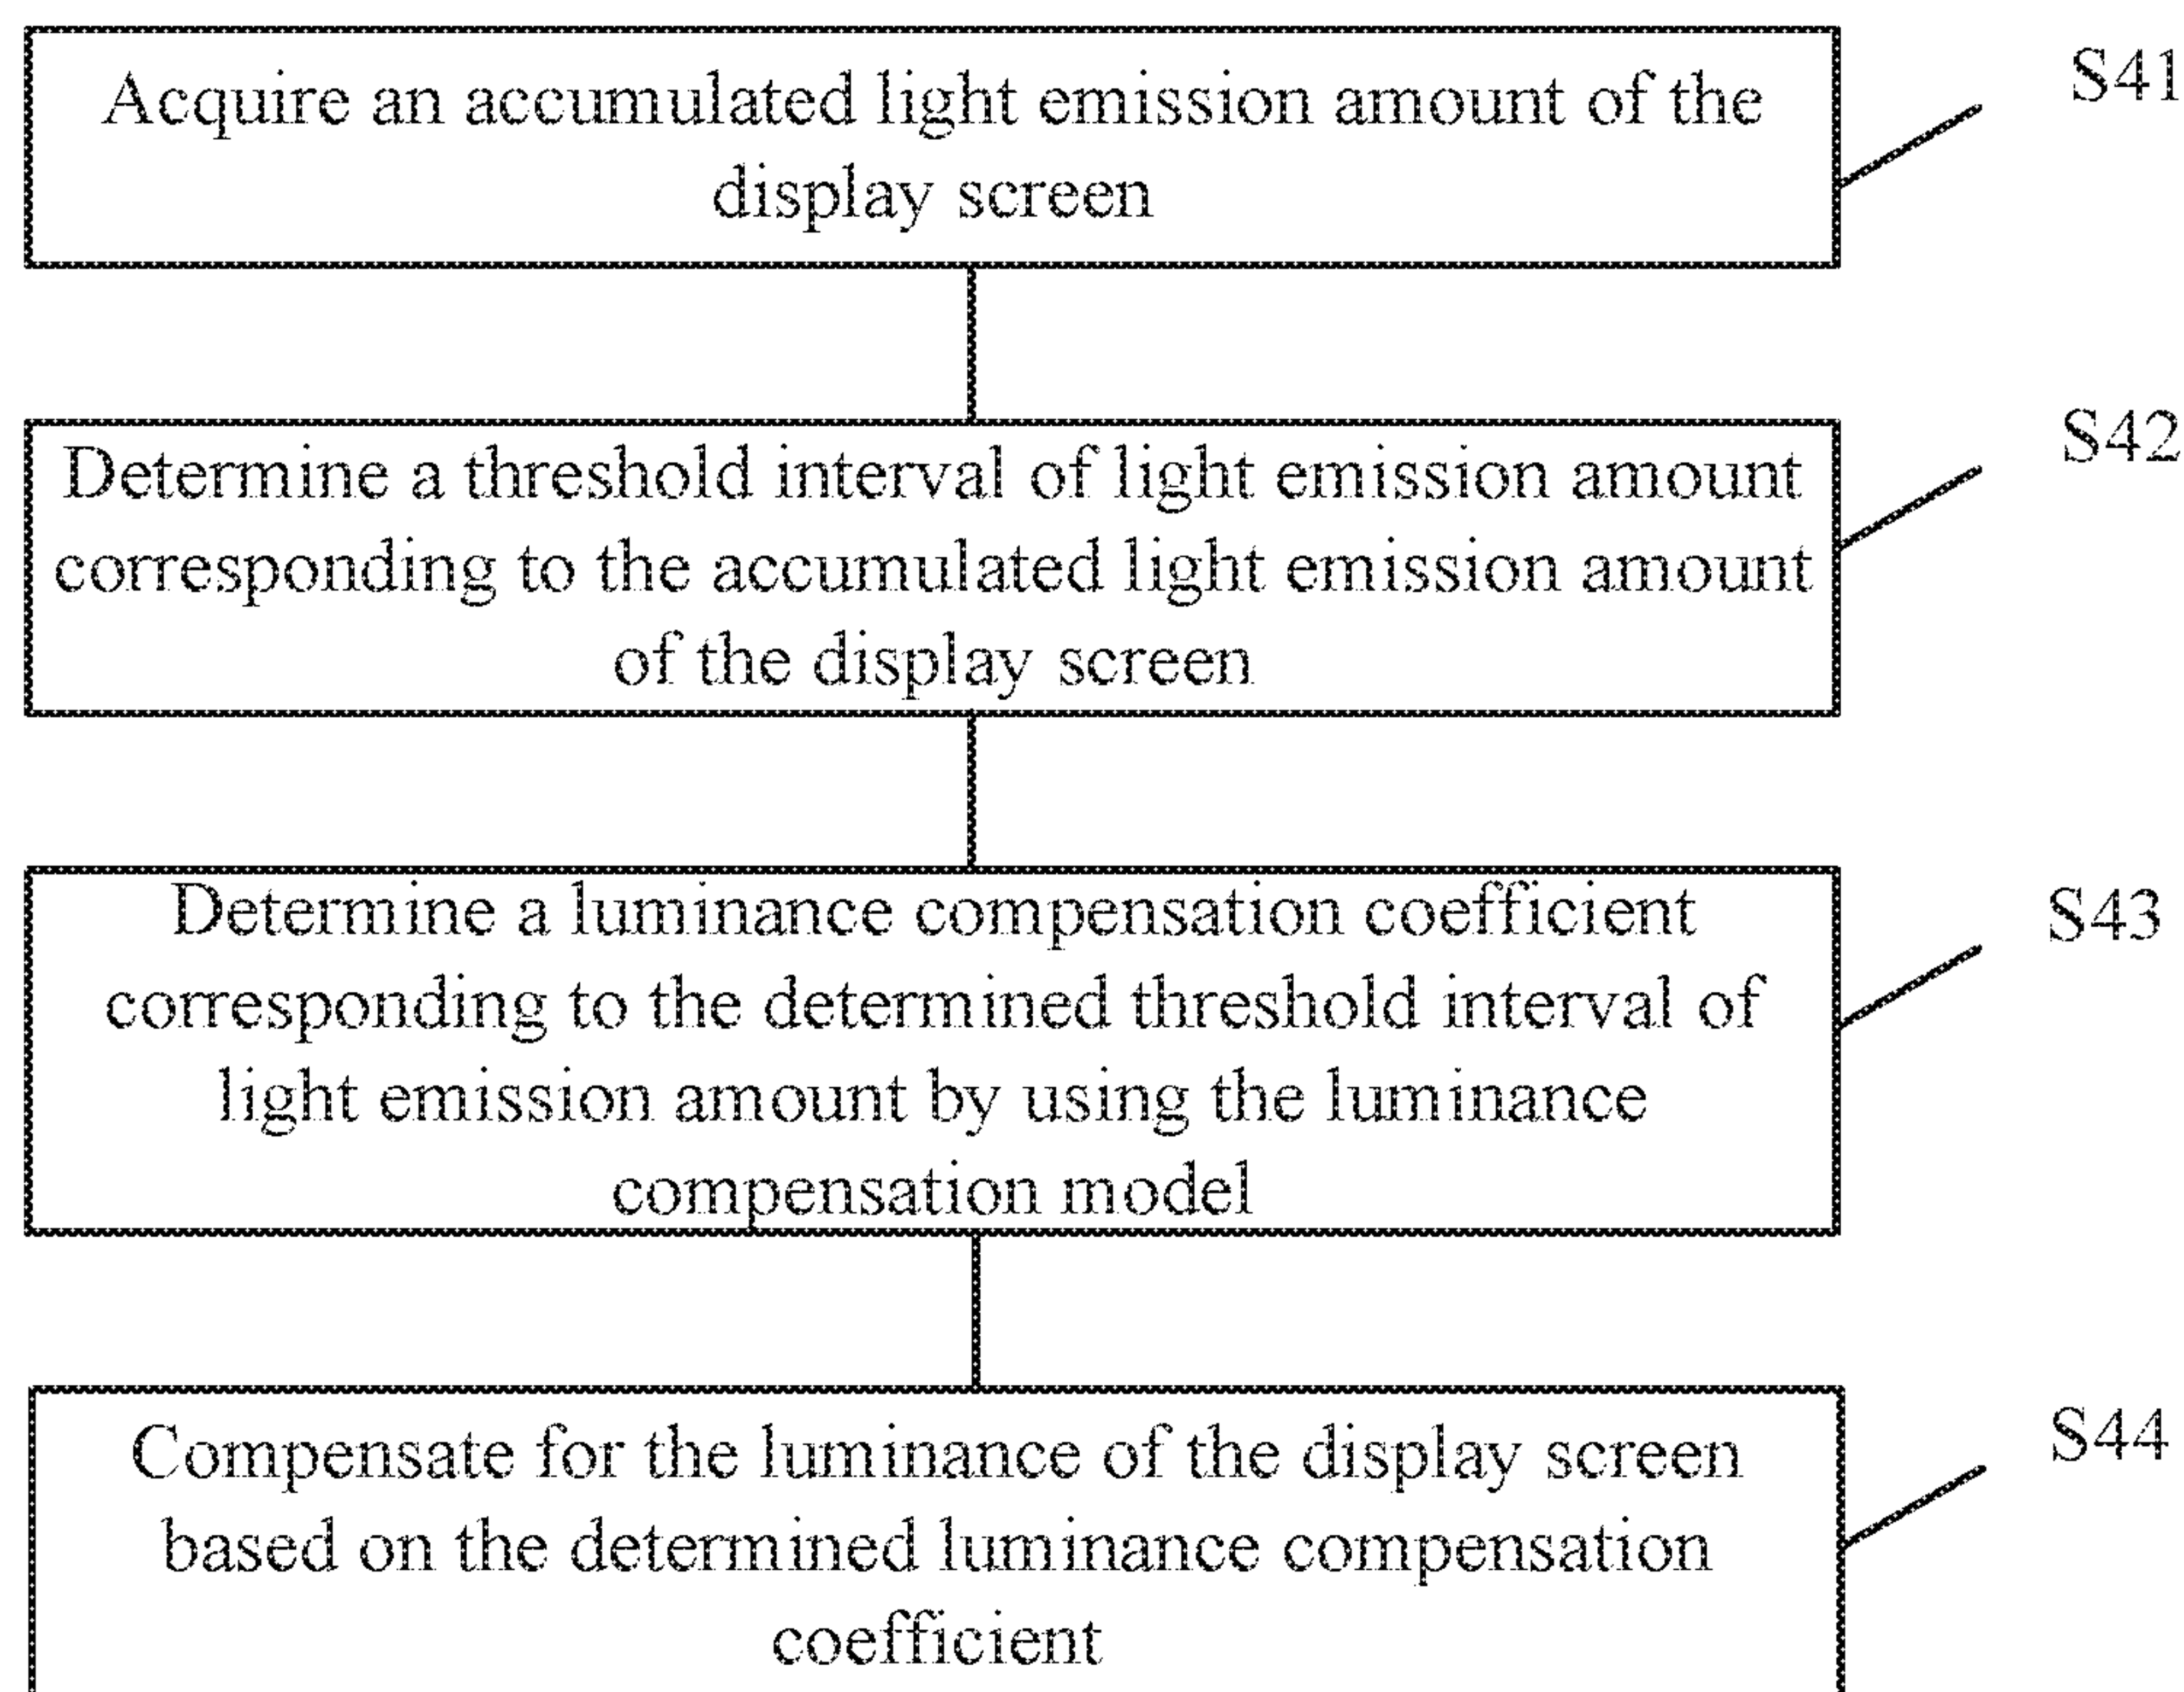 Acquire an accumulated light emission amount of the
display screen
S41
Determine a threshold interval of light emission amount
corresponding to the accumulated light emission amount
of the display screen
S42
Determine a luminance compensation coefficient
corresponding to the determined threshold interval of
light emission amount by using the luminance
compensation model
S43
Compensate for the luminance of the display screen
based on the determined luminance compensation
coefficient
S44